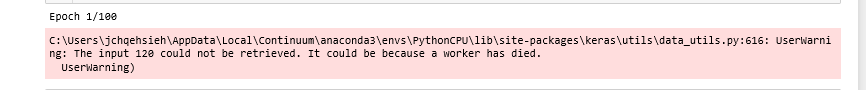 Epoch 1/100
C:\Users\jchqehsieh\AppData\Local\Continuum\anaconda3\envs\PythonCPU\lib\site-packages\keras\utils\data_utils.py:616: UserWarni
ng: The input 120 could not be retrieved. It could be because a worker has died.
  UserWarning)